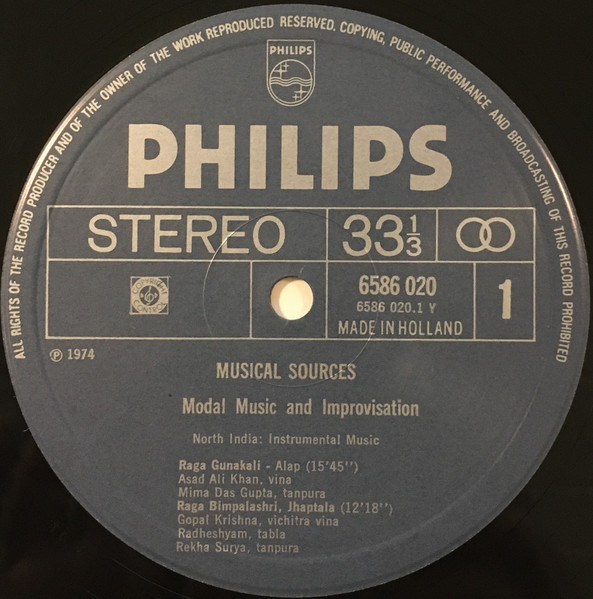 ALL RIGHTS OF THE RECORD PRODUCER AND OF THE OWNER OF THE WORK REPRODUCED RESERVED. COPYING, PUBLIC PERFORMANCE AND BROADCASTING OF THIS RECORD PROHIBITED
PHILIPS
PHILIPS
STEREO 33⅓
COPYRIGHT CONTROL
6586 020
6586 020.1 Y
MADE IN HOLLAND
1
℗ 1974
MUSICAL SOURCES
Modal Music and Improvisation
North India: Instrumental Music
Raga Gunakali - Alap (15'45'')
Asad Ali Khan, vina
Mima Das Gupta, tanpura
Raga Bimpalashri, Jhaptala (12'18'')
Gopal Krishna, vichitra vina
Radheshyam, tabla
Rekha Surya, tanpura